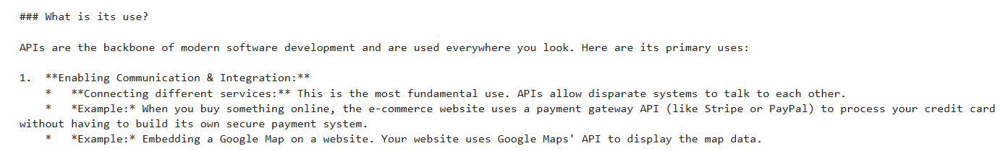 ### What is its use?
APIs are the backbone of modern software development and are used everywhere you look. Here are its primary uses:
1.  **Enabling Communication & Integration:**
    *   **Connecting different services:** This is the most fundamental use. APIs allow disparate systems to talk to each other.
    *   *Example:* When you buy something online, the e-commerce website uses a payment gateway API (like Stripe or PayPal) to process your credit card
without having to build its own secure payment system.
    *   *Example:* Embedding a Google Map on a website. Your website uses Google Maps' API to display the map data.